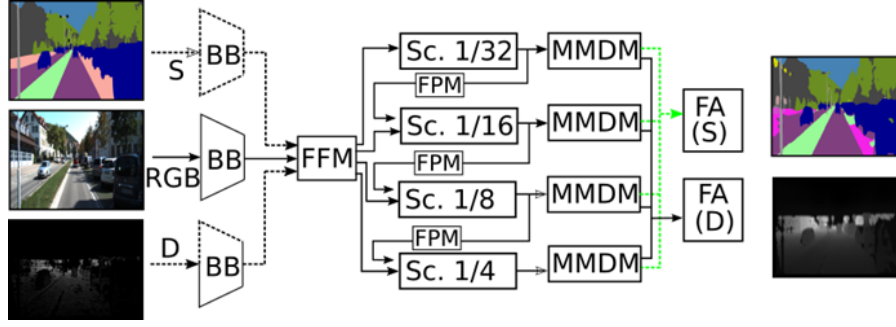 S
BB
RGB
BB
D
BB
FFM
Sc. 1/32
FPM
Sc. 1/16
FPM
Sc. 1/8
FPM
Sc. 1/4
MMDM
MMDM
MMDM
MMDM
FA
(S)
FA
(D)